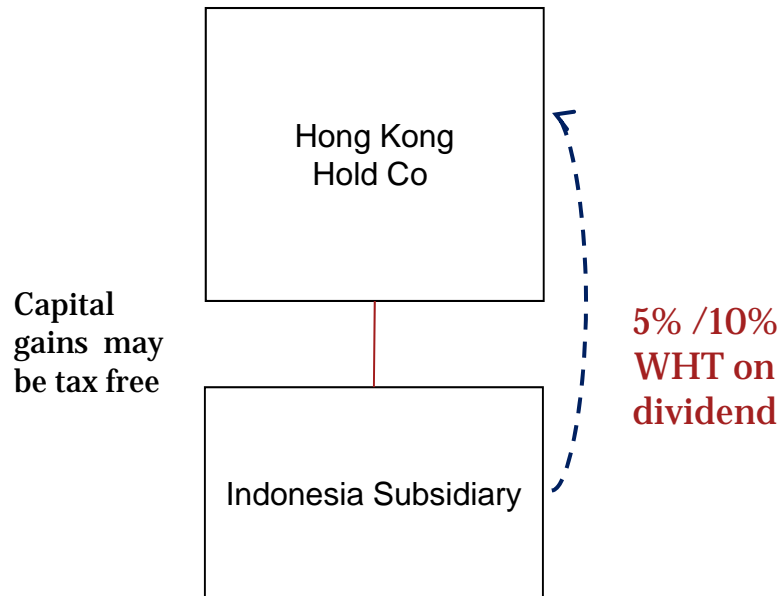 Hong Kong
Hold Co
Capital
gains may
be tax free
5% /10%
WHT on
dividend
Indonesia Subsidiary